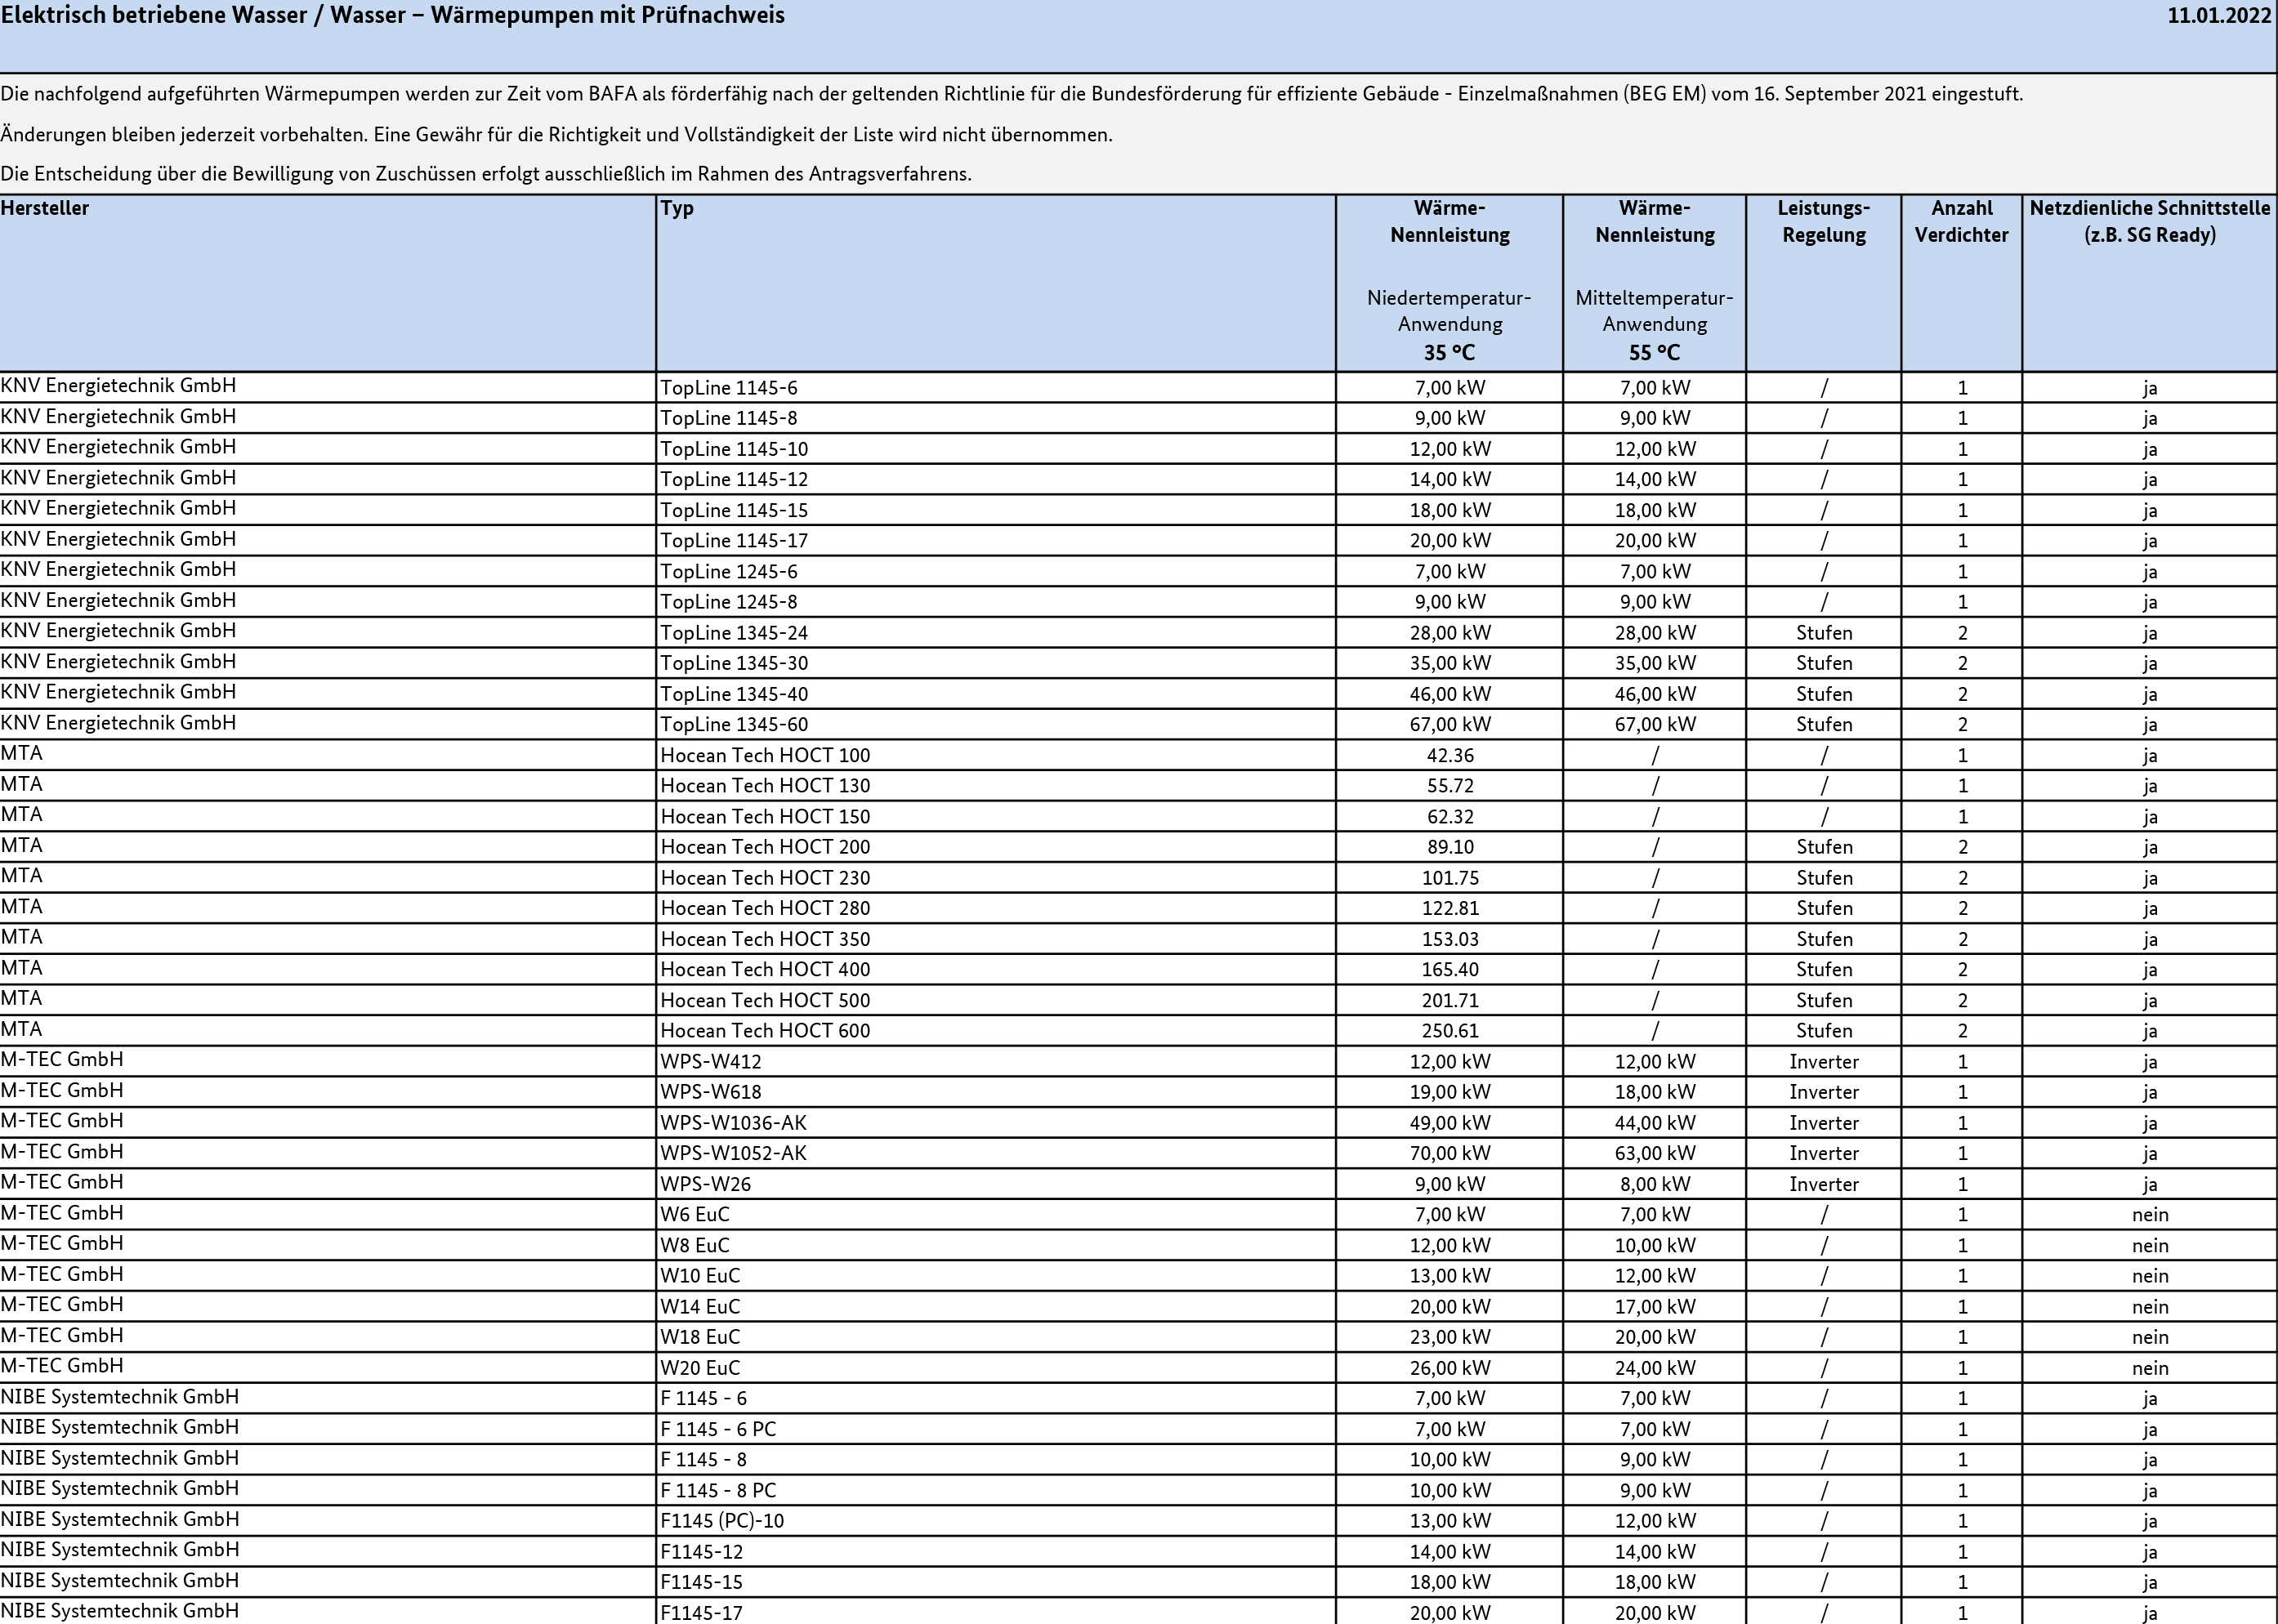 Elektrisch betriebene Wasser / Wasser – Wärmepumpen mit Prüfnachweis 11.01.2022
Die nachfolgend aufgeführten Wärmepumpen werden zur Zeit vom BAFA als förderfähig nach der geltenden Richtlinie für die Bundesförderung für effiziente Gebäude - Einzelmaßnahmen (BEG EM) vom 16. September 2021 eingestuft.
Änderungen bleiben jederzeit vorbehalten. Eine Gewähr für die Richtigkeit und Vollständigkeit der Liste wird nicht übernommen.
Die Entscheidung über die Bewilligung von Zuschüssen erfolgt ausschließlich im Rahmen des Antragsverfahrens.
Hersteller Typ Wärme- Wärme- Leistungs- Anzahl Netzdienliche Schnittstelle
Nennleistung Nennleistung Regelung Verdichter (z.B. SG Ready)
Niedertemperatur- Mitteltemperatur-
Anwendung Anwendung
35 °C 55 °C
KNV Energietechnik GmbH TopLine 1145-6 7,00 kW 7,00 kW / 1 ja
KNV Energietechnik GmbH TopLine 1145-8 9,00 kW 9,00 kW / 1 ja
KNV Energietechnik GmbH TopLine 1145-10 12,00 kW 12,00 kW / 1 ja
KNV Energietechnik GmbH TopLine 1145-12 14,00 kW 14,00 kW / 1 ja
KNV Energietechnik GmbH TopLine 1145-15 18,00 kW 18,00 kW / 1 ja
KNV Energietechnik GmbH TopLine 1145-17 20,00 kW 20,00 kW / 1 ja
KNV Energietechnik GmbH TopLine 1245-6 7,00 kW 7,00 kW / 1 ja
KNV Energietechnik GmbH TopLine 1245-8 9,00 kW 9,00 kW / 1 ja
KNV Energietechnik GmbH TopLine 1345-24 28,00 kW 28,00 kW Stufen 2 ja
KNV Energietechnik GmbH TopLine 1345-30 35,00 kW 35,00 kW Stufen 2 ja
KNV Energietechnik GmbH TopLine 1345-40 46,00 kW 46,00 kW Stufen 2 ja
KNV Energietechnik GmbH TopLine 1345-60 67,00 kW 67,00 kW Stufen 2 ja
MTA Hocean Tech HOCT 100 42.36 / / 1 ja
MTA Hocean Tech HOCT 130 55.72 / / 1 ja
MTA Hocean Tech HOCT 150 62.32 / / 1 ja
MTA Hocean Tech HOCT 200 89.10 / Stufen 2 ja
MTA Hocean Tech HOCT 230 101.75 / Stufen 2 ja
MTA Hocean Tech HOCT 280 122.81 / Stufen 2 ja
MTA Hocean Tech HOCT 350 153.03 / Stufen 2 ja
MTA Hocean Tech HOCT 400 165.40 / Stufen 2 ja
MTA Hocean Tech HOCT 500 201.71 / Stufen 2 ja
MTA Hocean Tech HOCT 600 250.61 / Stufen 2 ja
M-TEC GmbH WPS-W412 12,00 kW 12,00 kW Inverter 1 ja
M-TEC GmbH WPS-W618 19,00 kW 18,00 kW Inverter 1 ja
M-TEC GmbH WPS-W1036-AK 49,00 kW 44,00 kW Inverter 1 ja
M-TEC GmbH WPS-W1052-AK 70,00 kW 63,00 kW Inverter 1 ja
M-TEC GmbH WPS-W26 9,00 kW 8,00 kW Inverter 1 ja
M-TEC GmbH W6 EuC 7,00 kW 7,00 kW / 1 nein
M-TEC GmbH W8 EuC 12,00 kW 10,00 kW / 1 nein
M-TEC GmbH W10 EuC 13,00 kW 12,00 kW / 1 nein
M-TEC GmbH W14 EuC 20,00 kW 17,00 kW / 1 nein
M-TEC GmbH W18 EuC 23,00 kW 20,00 kW / 1 nein
M-TEC GmbH W20 EuC 26,00 kW 24,00 kW / 1 nein
NIBE Systemtechnik GmbH F 1145 - 6 7,00 kW 7,00 kW / 1 ja
NIBE Systemtechnik GmbH F 1145 - 6 PC 7,00 kW 7,00 kW / 1 ja
NIBE Systemtechnik GmbH F 1145 - 8 10,00 kW 9,00 kW / 1 ja
NIBE Systemtechnik GmbH F 1145 - 8 PC 10,00 kW 9,00 kW / 1 ja
NIBE Systemtechnik GmbH F1145 (PC)-10 13,00 kW 12,00 kW / 1 ja
NIBE Systemtechnik GmbH F1145-12 14,00 kW 14,00 kW / 1 ja
NIBE Systemtechnik GmbH F1145-15 18,00 kW 18,00 kW / 1 ja
NIBE Systemtechnik GmbH F1145-17 20,00 kW 20,00 kW / 1 ja